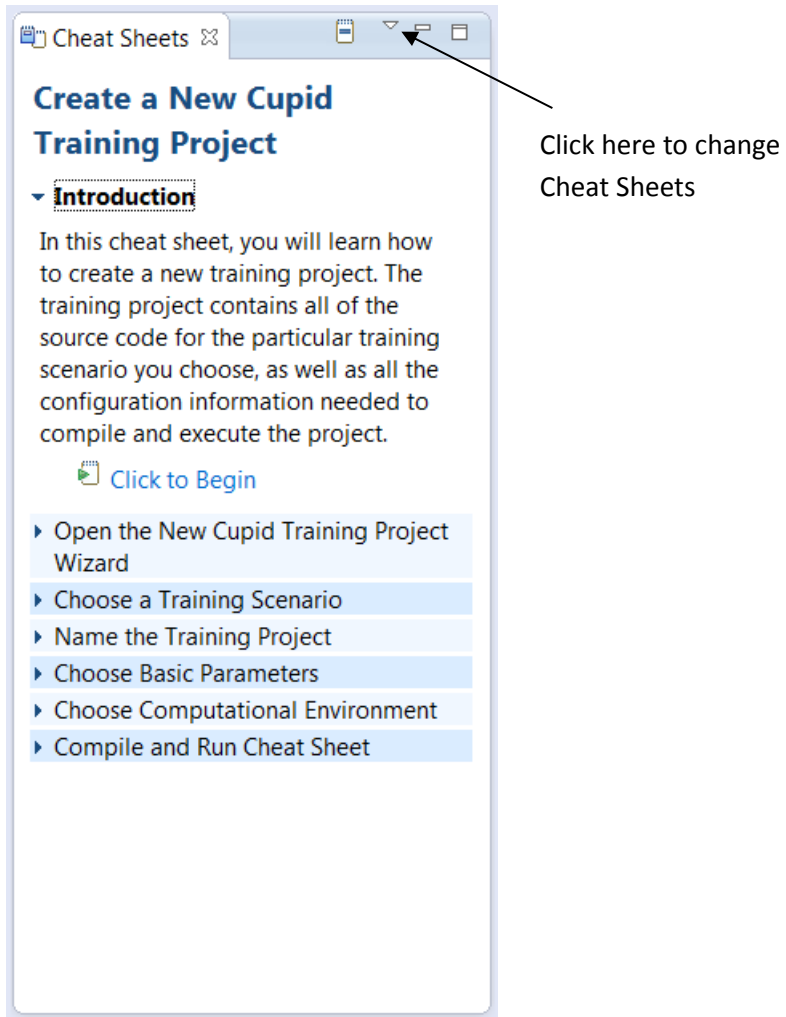 Cheat Sheets
Create a New Cupid
Training Project
Introduction
In this cheat sheet, you will learn how
to create a new training project. The
training project contains all of the
source code for the particular training
scenario you choose, as well as all the
configuration information needed to
compile and execute the project.
Click to Begin
Open the New Cupid Training Project
Wizard
Choose a Training Scenario
Name the Training Project
Choose Basic Parameters
Choose Computational Environment
Compile and Run Cheat Sheet
Click here to change
Cheat Sheets